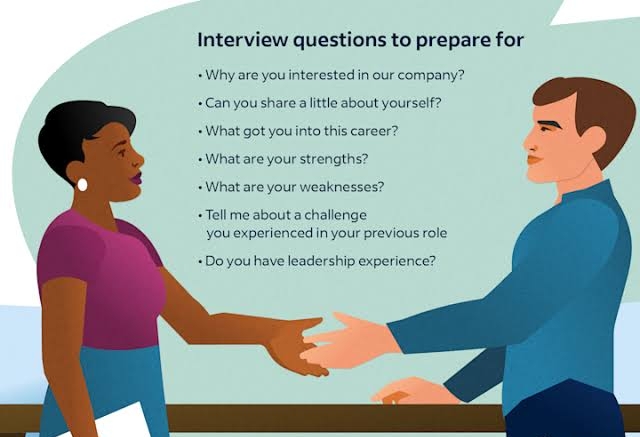 Interview questions to prepare for
• Why are you interested in our company?
• Can you share a little about yourself?
• What got you into this career?
• What are your strengths?
• What are your weaknesses?
• Tell me about a challenge
you experienced in your previous role
• Do you have leadership experience?